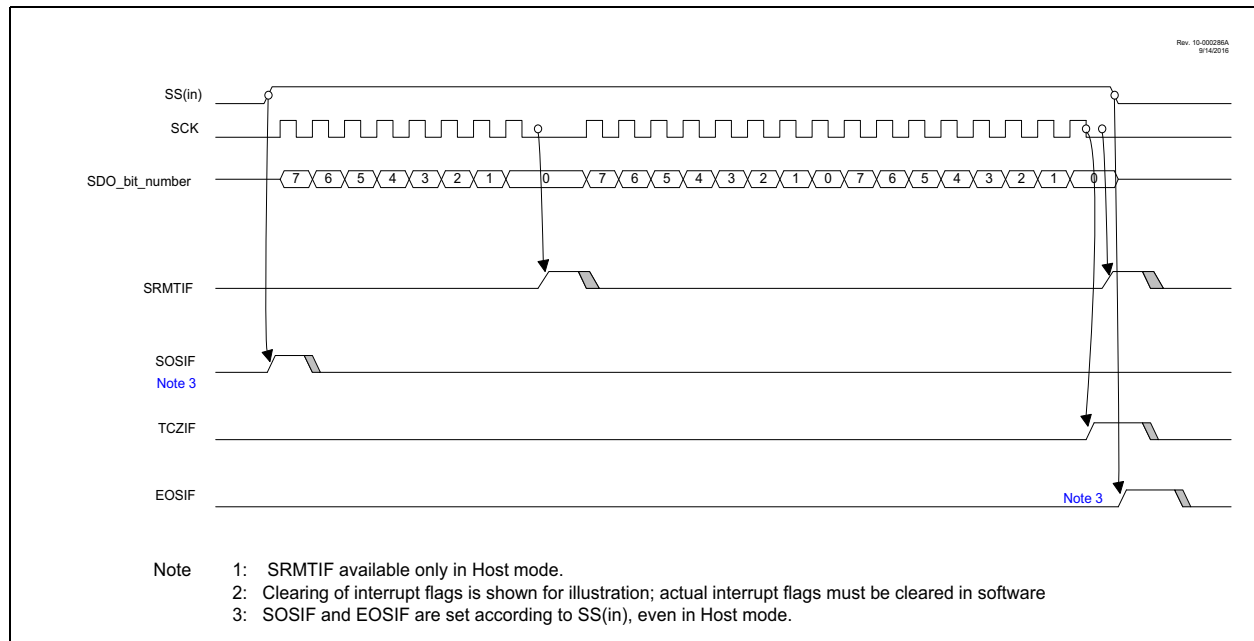 Rev. 10-000286A
9/14/2016
SS(in)
SCK
SDO_bit_number
7 6 5 4 3 2 1 0 7 6 5 4 3 2 1 0 7 6 5 4 3 2 1 0
SRMTIF
SOSIF
Note 3
TCZIF
EOSIF
Note 3
Note 1: SRMTIF available only in Host mode.
2: Clearing of interrupt flags is shown for illustration; actual interrupt flags must be cleared in software
3: SOSIF and EOSIF are set according to SS(in), even in Host mode.